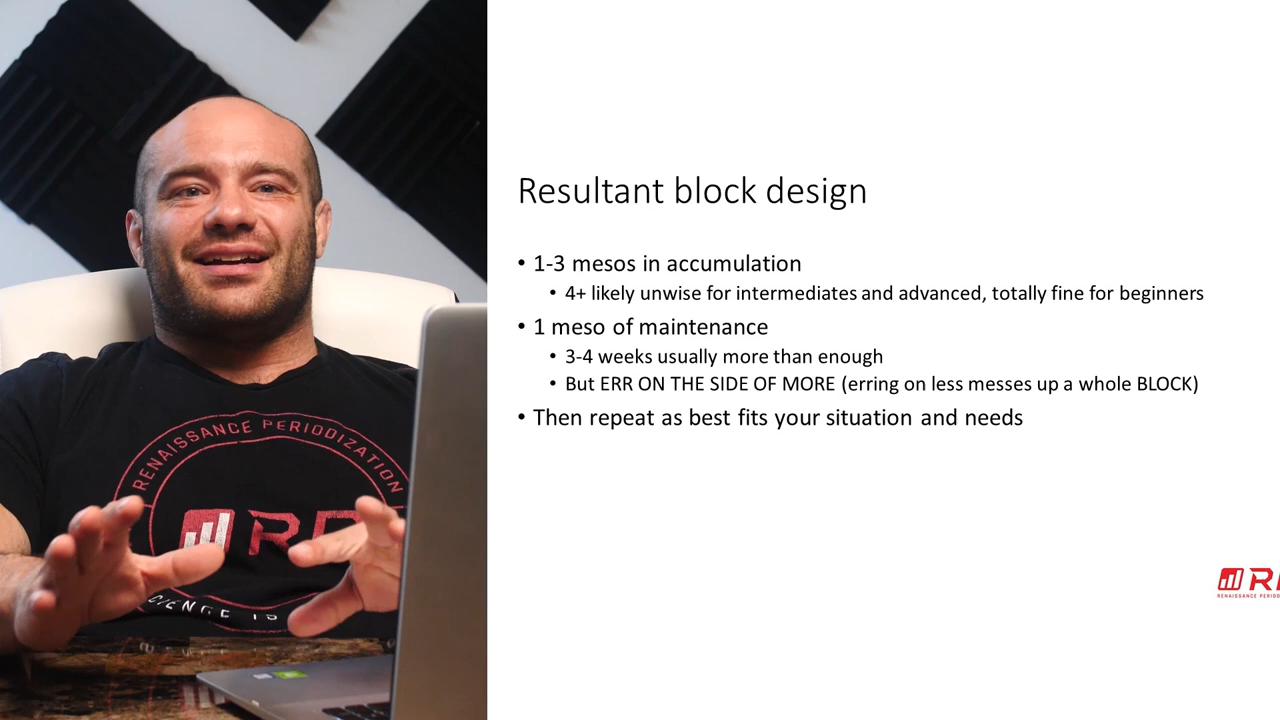 Resultant block design
• 1-3 mesos in accumulation
• 4+ likely unwise for intermediates and advanced, totally fine for beginners
• 1 meso of maintenance
• 3-4 weeks usually more than enough
• But ERR ON THE SIDE OF MORE (erring on less messes up a whole BLOCK)
• Then repeat as best fits your situation and needs
RENAISSANCE PERIODIZATION
RP
RENAISSANCE